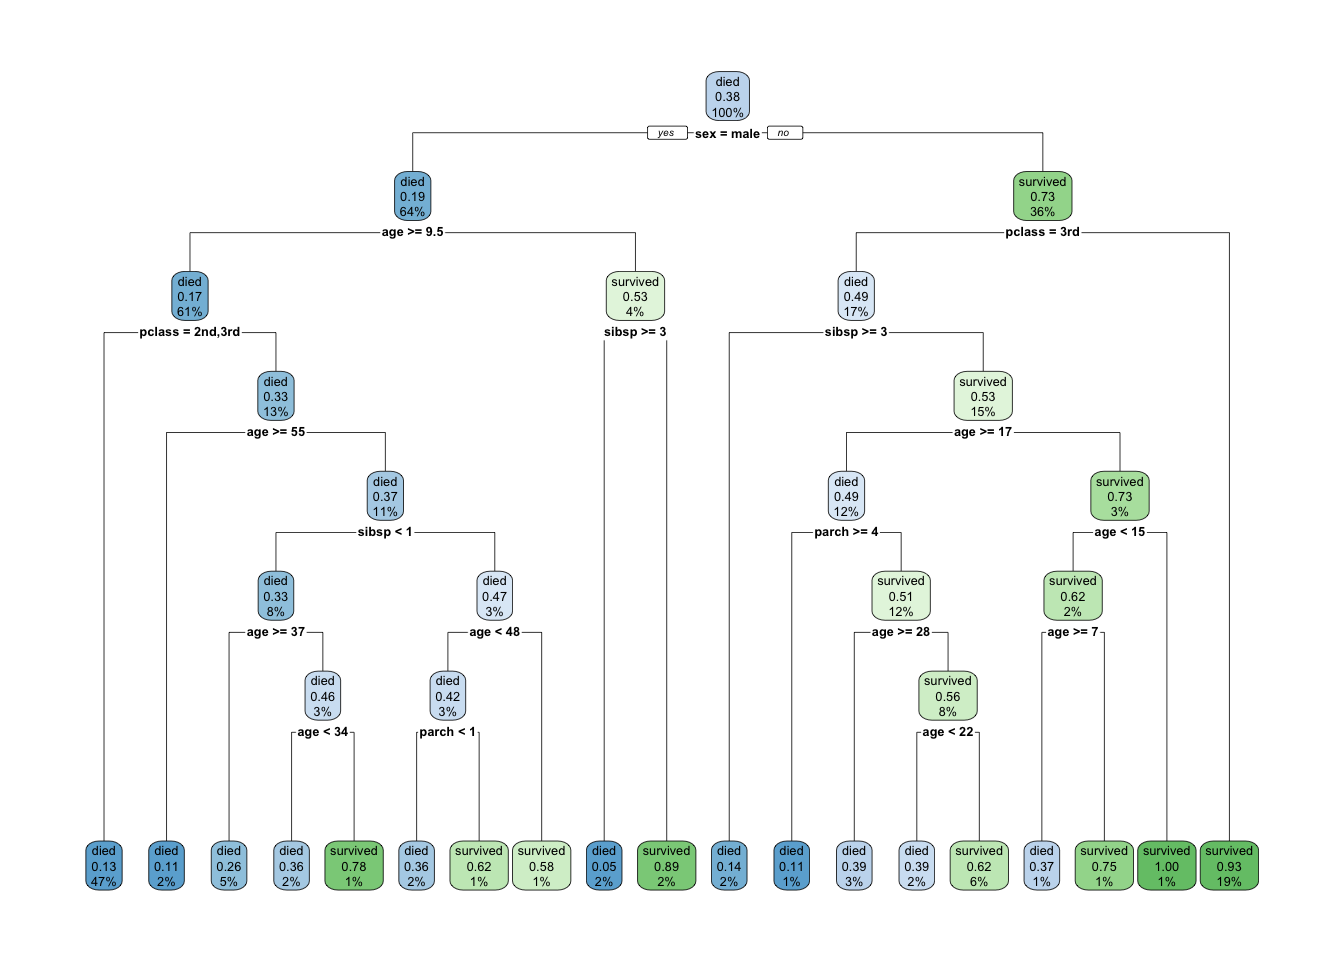 died
0.38
100%
yes
sex = male
no
died
0.19
64%
survived
0.73
36%
age >= 9.5
pclass = 3rd
died
0.17
61%
survived
0.53
4%
died
0.49
17%
pclass = 2nd,3rd
sibsp >= 3
sibsp >= 3
died
0.33
13%
survived
0.53
15%
age >= 55
age >= 17
died
0.37
11%
died
0.49
12%
survived
0.73
3%
sibsp < 1
parch >= 4
age < 15
died
0.33
8%
died
0.47
3%
survived
0.51
12%
survived
0.62
2%
age >= 37
age < 48
age >= 28
age >= 7
died
0.46
3%
died
0.42
3%
survived
0.56
8%
age < 34
parch < 1
age < 22
died
0.13
47%
died
0.11
2%
died
0.26
5%
died
0.36
2%
survived
0.78
1%
died
0.36
2%
survived
0.62
1%
survived
0.58
1%
died
0.05
2%
survived
0.89
2%
died
0.14
2%
died
0.11
1%
died
0.39
3%
died
0.39
2%
survived
0.62
6%
died
0.37
1%
survived
0.75
1%
survived
1.00
1%
survived
0.93
19%